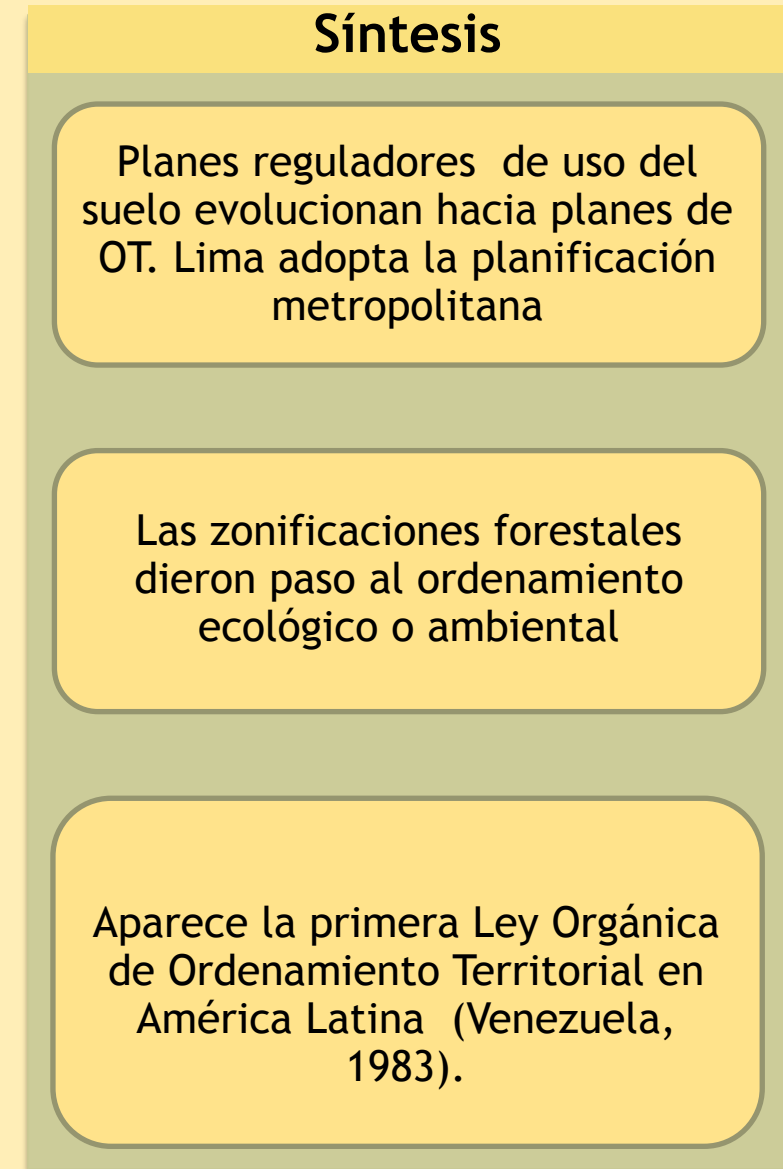 Síntesis
Planes reguladores  de uso del
suelo evolucionan hacia planes de
OT. Lima adopta la planificación
metropolitana
Las zonificaciones forestales
dieron paso al ordenamiento
ecológico o ambiental
Aparece la primera Ley Orgánica
de Ordenamiento Territorial en
América Latina  (Venezuela,
1983).